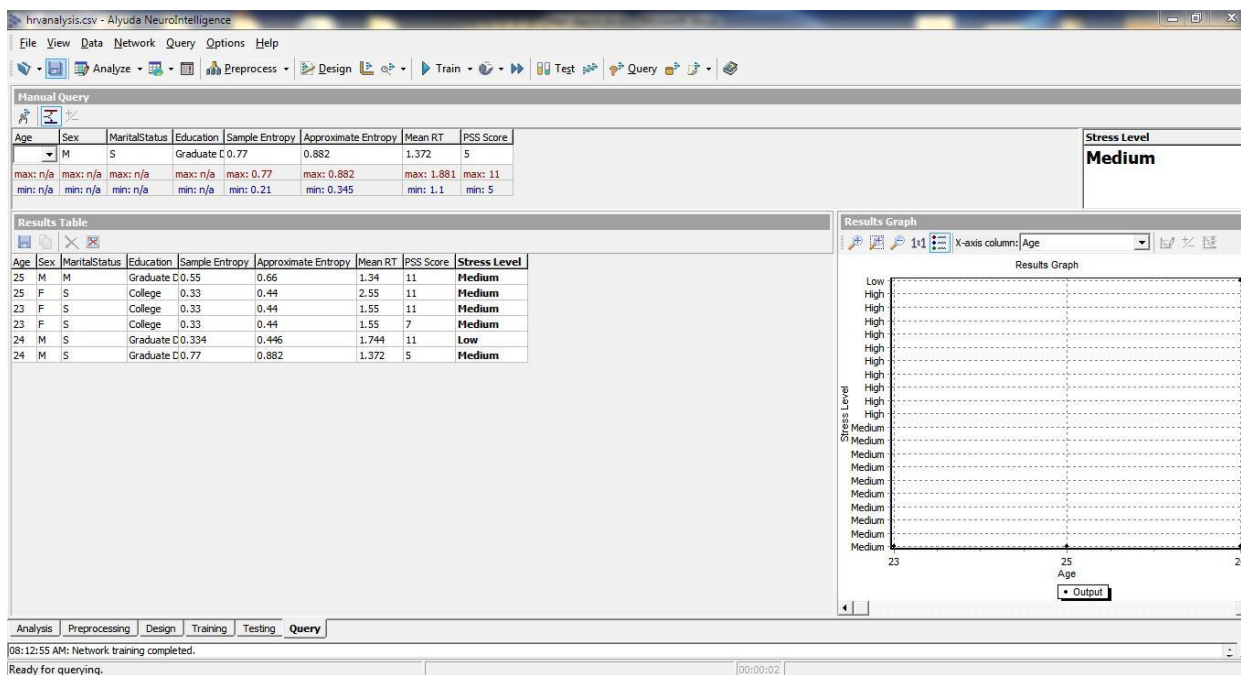 hrvanalysis.csv - Alyuda NeuroIntelligence
File View Data Network Query Options Help
Analyze Preprocess Design Train Test Query
Manual Query
Age Sex MaritalStatus Education Sample Entropy Approximate Entropy Mean RT PSS Score
M S Graduate D 0.77 0.882 1.372 5
max: n/a max: n/a max: n/a max: n/a max: 0.77 max: 0.882 max: 1.881 max: 11
min: n/a min: n/a min: n/a min: n/a min: 0.21 min: 0.345 min: 1.1 min: 5
Stress Level
Medium
Results Table
Age Sex MaritalStatus Education Sample Entropy Approximate Entropy Mean RT PSS Score Stress Level
25 M M Graduate D 0.55 0.66 1.34 11 Medium
25 F S College 0.33 0.44 2.55 11 Medium
23 F S College 0.33 0.44 1.55 11 Medium
23 F S College 0.33 0.44 1.55 7 Medium
24 M S Graduate D 0.334 0.446 1.744 11 Low
24 M S Graduate D 0.77 0.882 1.372 5 Medium
Results Graph
1:1 X-axis column: Age
Results Graph
Low
High
High
High
High
High
High
High
High
High
High
Medium
Medium
Medium
Medium
Medium
Medium
Medium
Medium
Medium
Medium
Stress Level
23 25 2
Age
Output
Analysis Preprocessing Design Training Testing Query
08:12:55 AM: Network training completed.
Ready for querying. 00:00:02